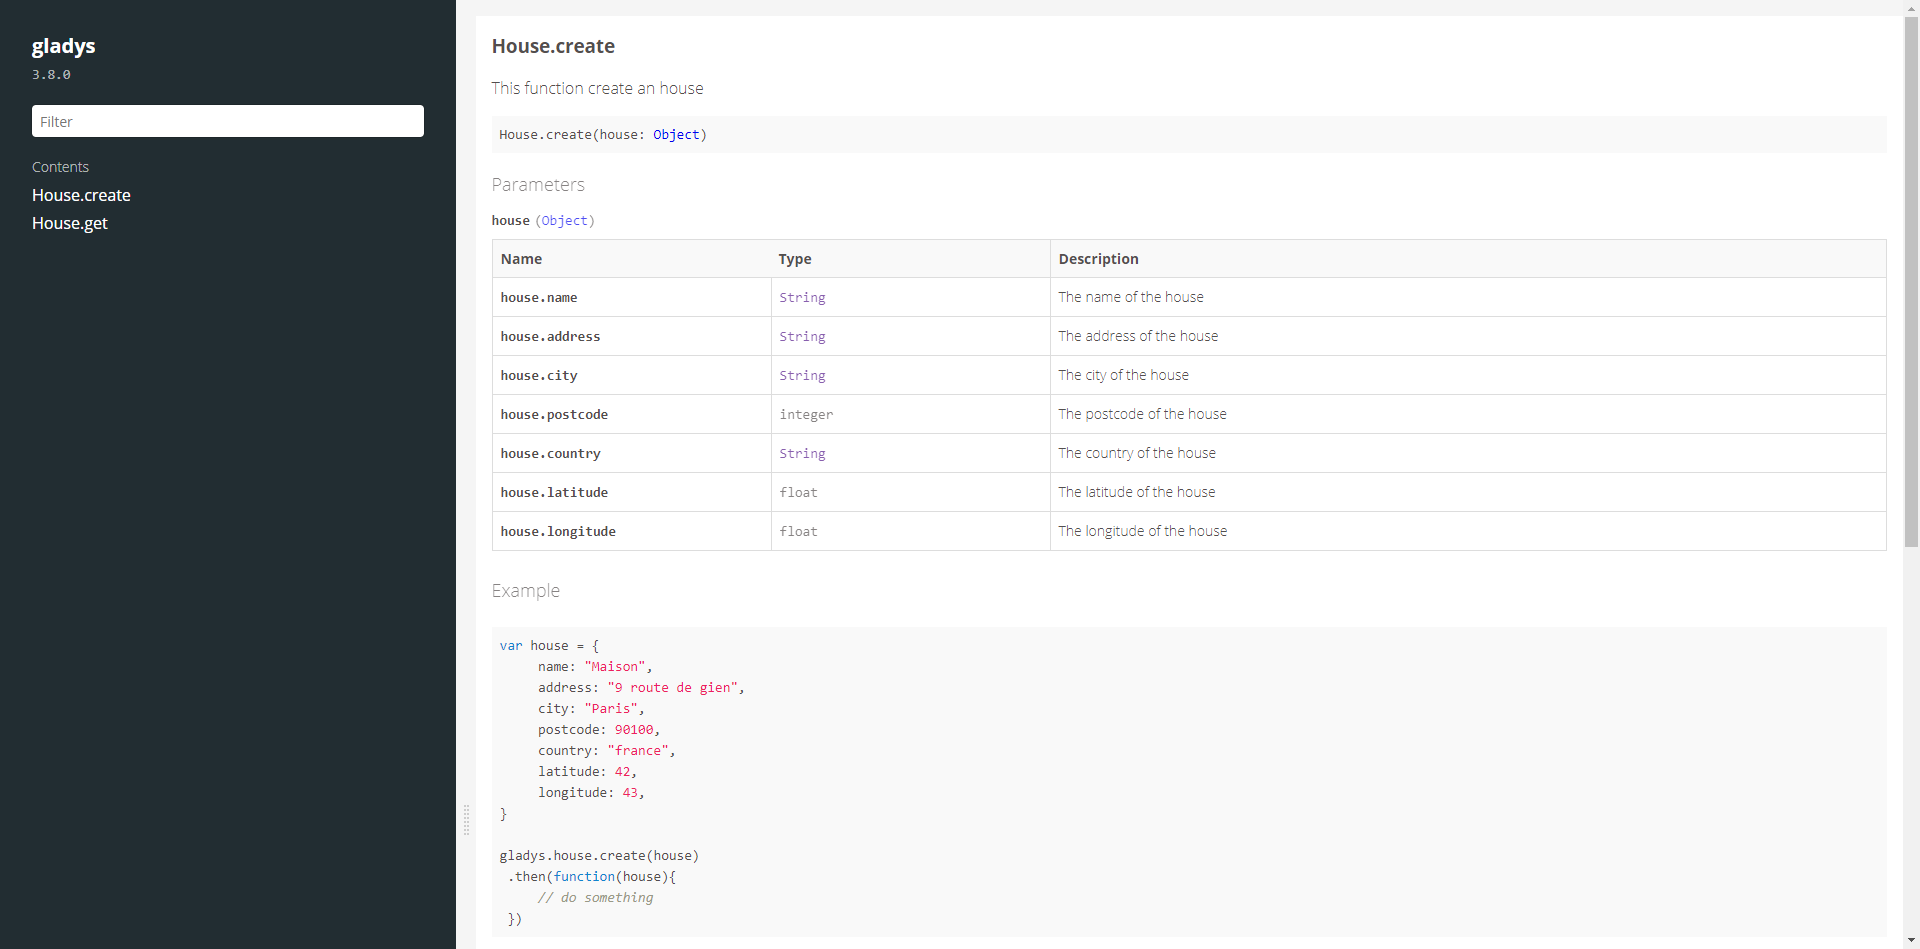 gladys
3.8.0
Filter
Contents
House.create
House.get
House.create
This function create an house
House.create(house: Object)
Parameters
house (Object)
Name Type Description
house.name String The name of the house
house.address String The address of the house
house.city String The city of the house
house.postcode integer The postcode of the house
house.country String The country of the house
house.latitude float The latitude of the house
house.longitude float The longitude of the house
Example
var house = {
name: "Maison",
address: "9 route de gien",
city: "Paris",
postcode: 90100,
country: "france",
latitude: 42,
longitude: 43,
}
gladys.house.create(house)
.then(function(house){
// do something
})